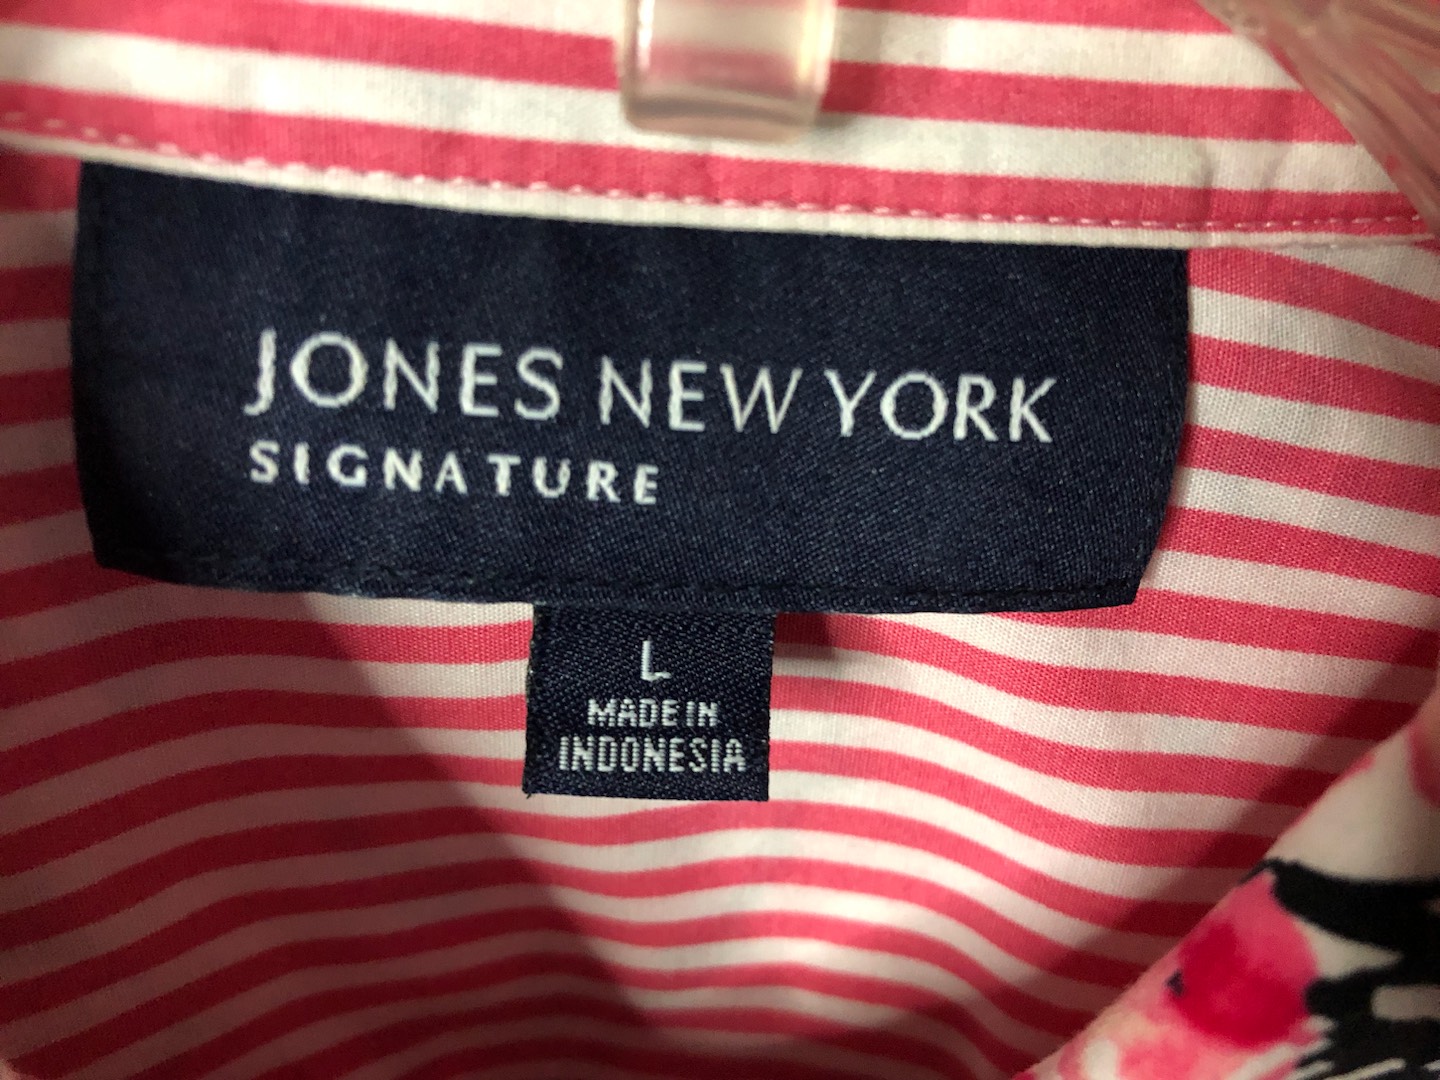 JONES NEW YORK
SIGNATURE
L
MADE IN
INDONESIA